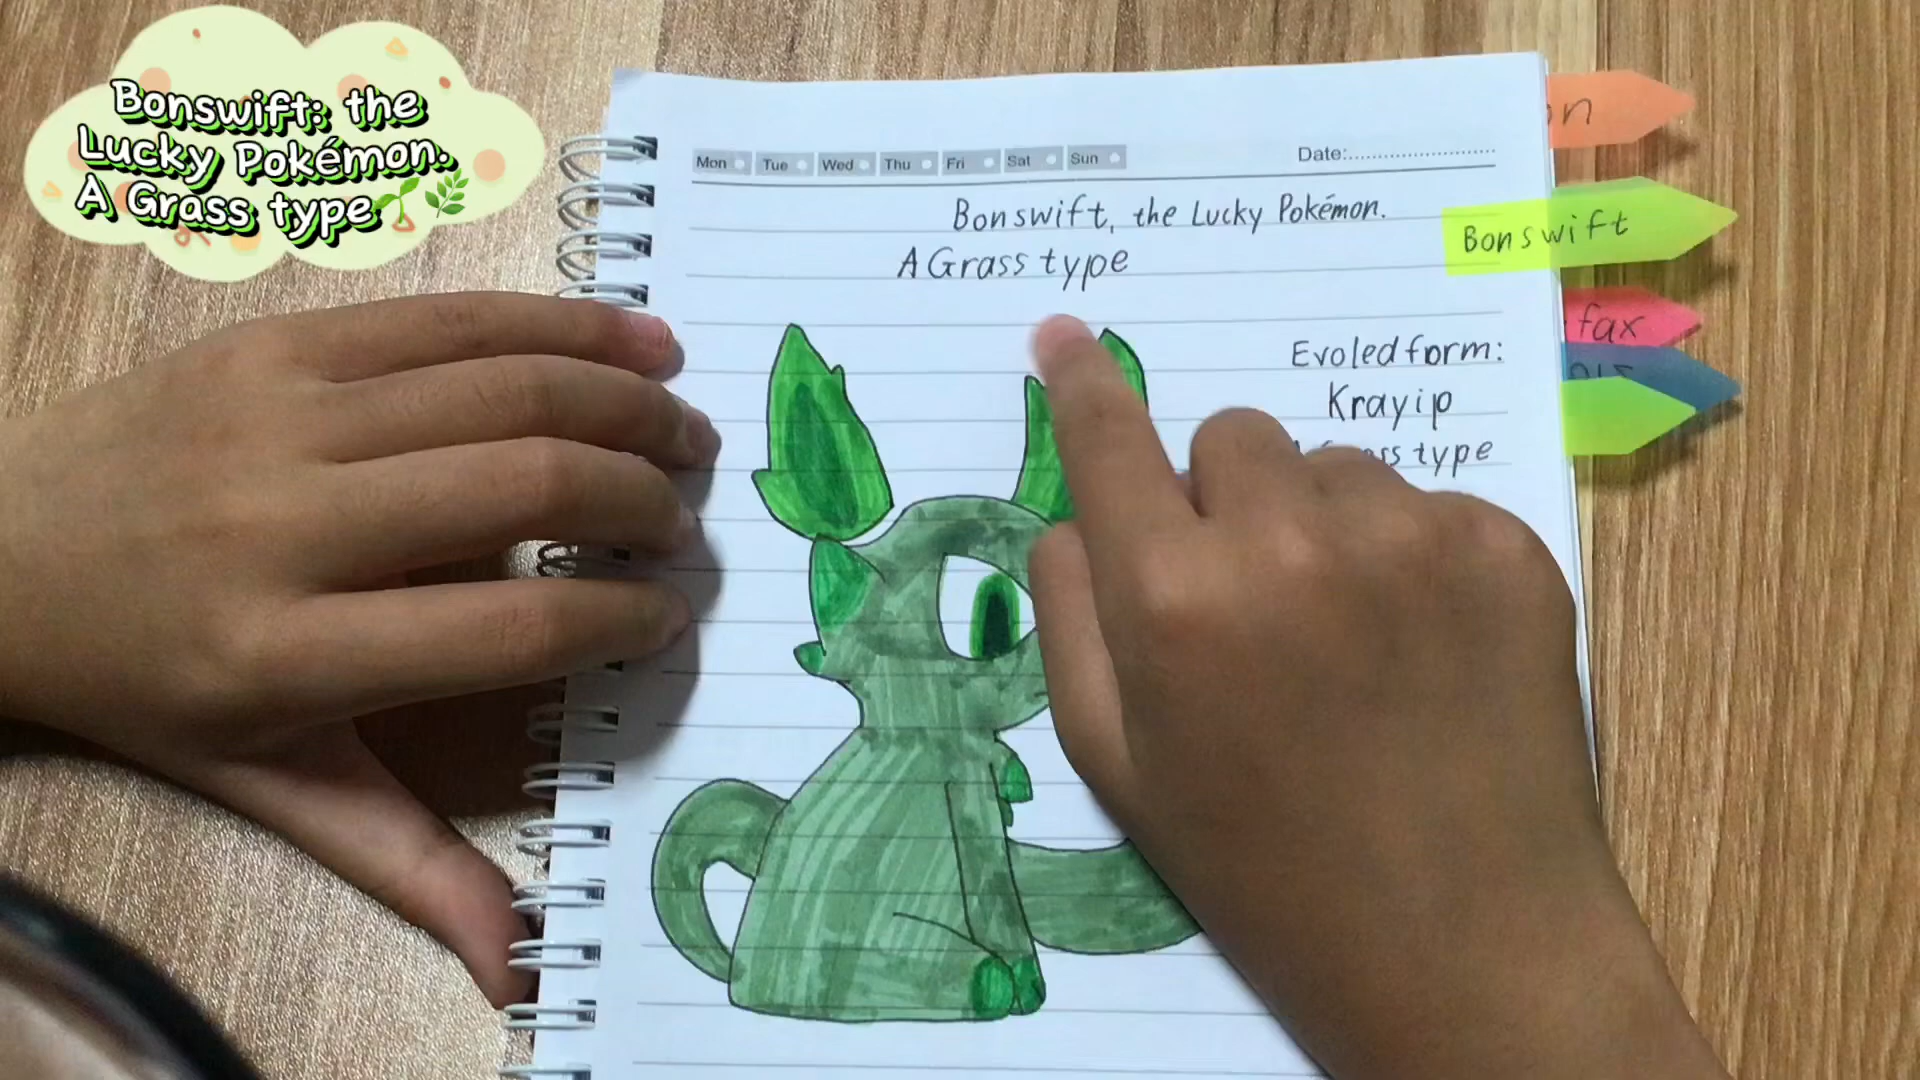 Bonswift: the
Lucky Pokémon.
A Grass type
Mon Tue Wed Thu Fri Sat Sun
Date:
Bonswift, the Lucky Pokémon.
A Grass type
Bonswift
fax
Evoled form:
Krayip
type